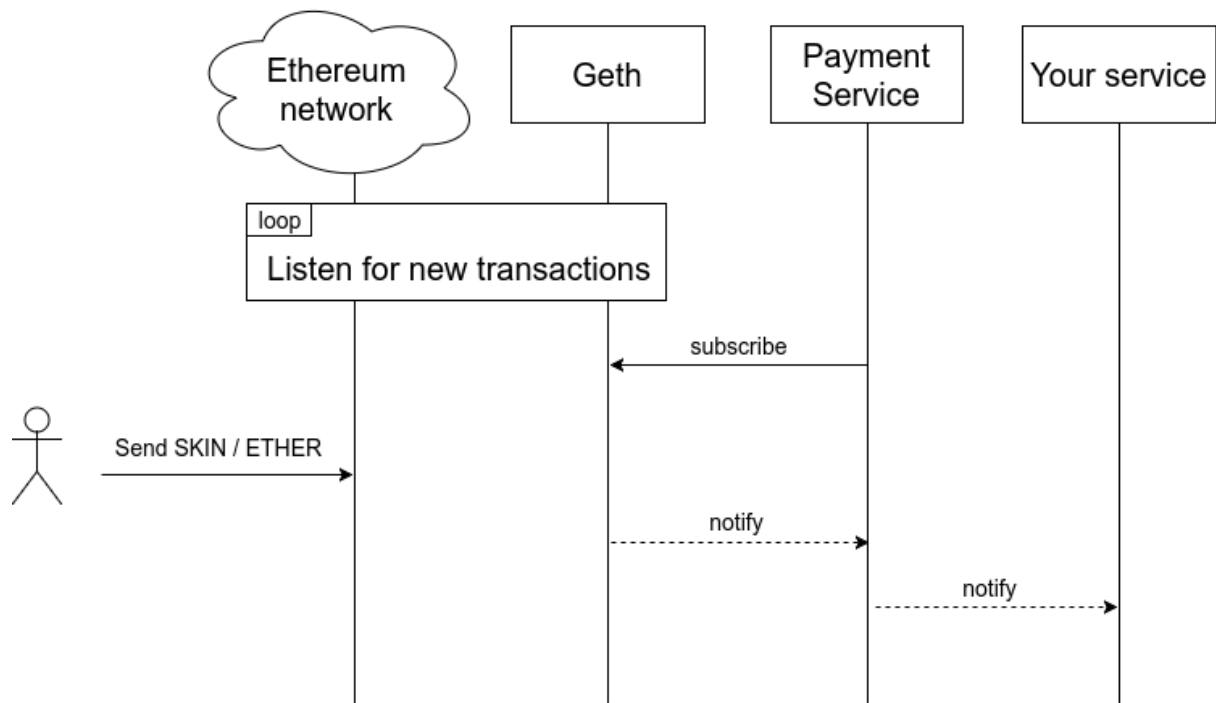 Ethereum
network
Geth
Payment
Service
Your service
loop
Listen for new transactions
subscribe
Send SKIN / ETHER
notify
notify